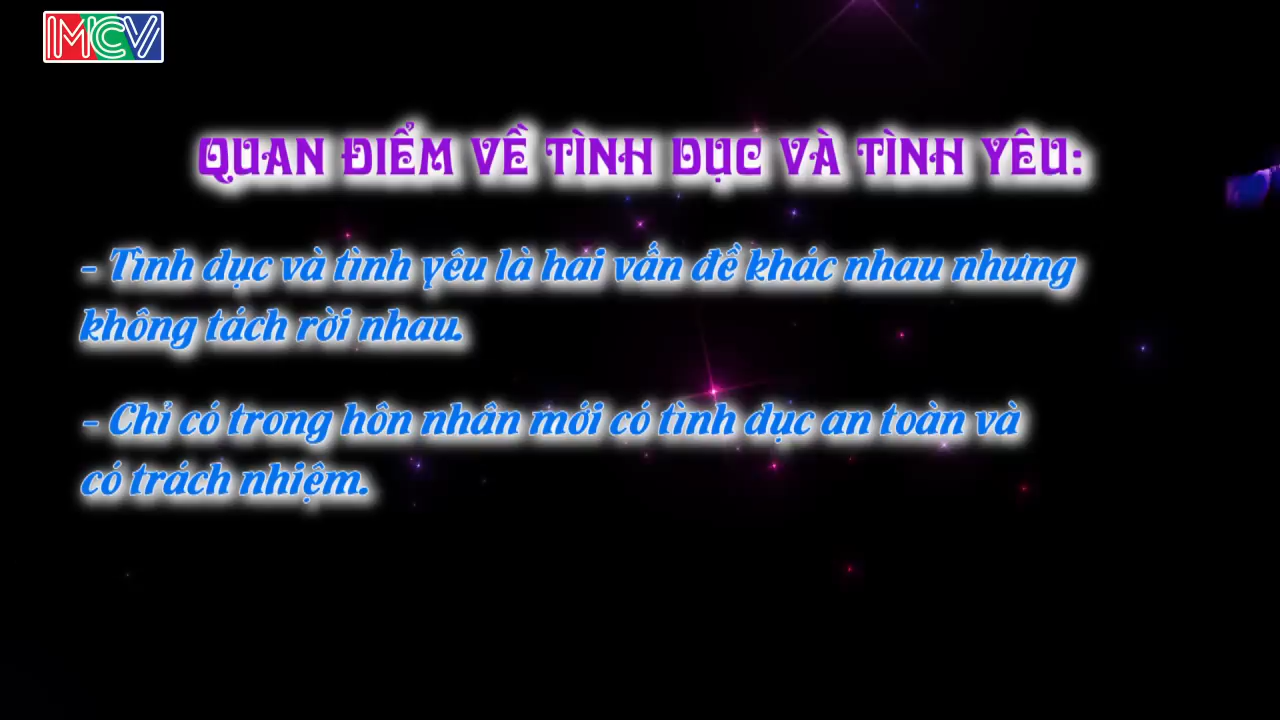 MCV
QUAN ĐIỂM VỀ TÌNH DỤC VÀ TÌNH YÊU:
- Tình dục và tình yêu là hai vấn đề khác nhau nhưng
không tách rời nhau.
- Chỉ có trong hôn nhân mới có tình dục an toàn và
có trách nhiệm.